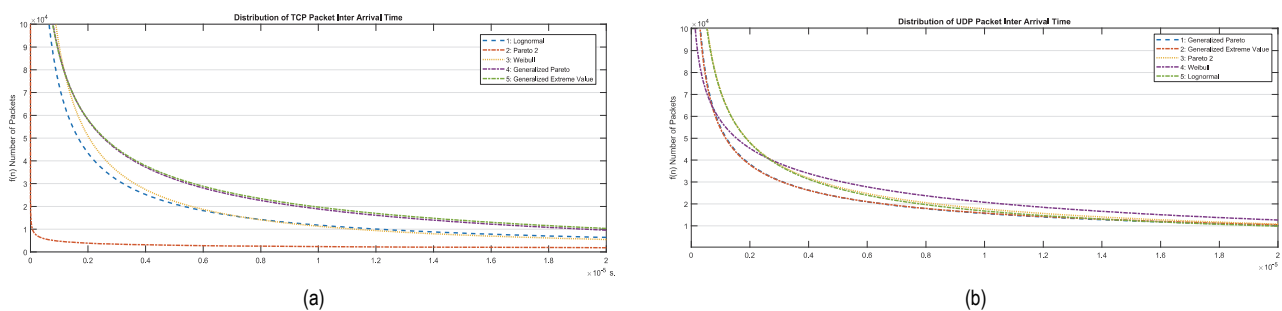 Distribution of TCP Packet Inter Arrival Time
×10⁴
10
9
8
7
6
5
4
3
2
1
0
f(n) Number of Packets
1: Lognormal
2: Pareto 2
3: Weibull
4: Generalized Pareto
5: Generalized Extreme Value
0 0.2 0.4 0.6 0.8 1 1.2 1.4 1.6 1.8 2
×10⁻⁵ s.
(a)
Distribution of UDP Packet Inter Arrival Time
×10⁴
10
9
8
7
6
5
4
3
2
1
f(n) Number of Packets
1: Generalized Pareto
2: Generalized Extreme Value
3: Pareto 2
4: Weibull
5: Lognormal
0 0.2 0.4 0.6 0.8 1 1.2 1.4 1.6 1.8 2
×10⁻⁵
(b)